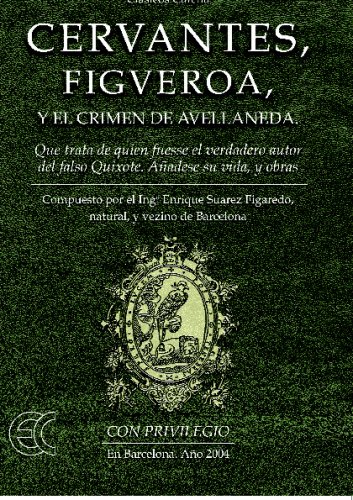 Clásicos Carena
CERVANTES,
FIGVEROA,
Y EL CRIMEN DE AVELLANEDA.
Que trata de quien fuesse el verdadero autor
del falso Quixote. Añadese su vida, y obras
Compuesto por el Ingº Enrique Suarez Figaredo,
natural, y vezino de Barcelona
CON PRIVILEGIO
En Barcelona. Año 2004